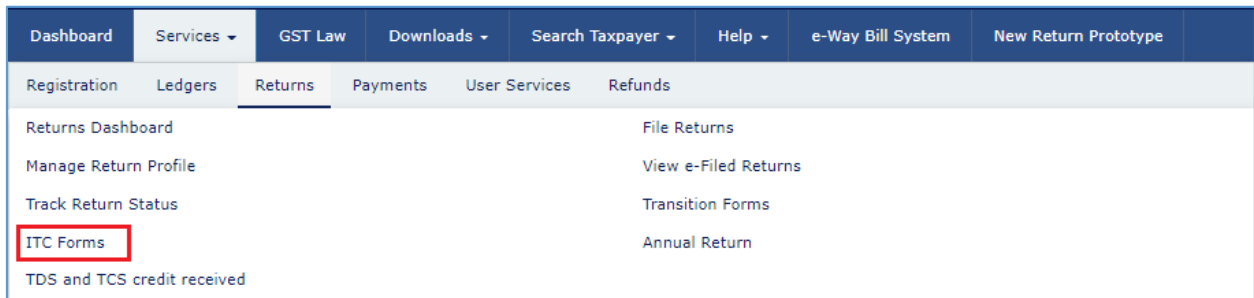 Dashboard Services GST Law Downloads Search Taxpayer Help e-Way Bill System New Return Prototype
Registration Ledgers Returns Payments User Services Refunds
Returns Dashboard File Returns
Manage Return Profile View e-Filed Returns
Track Return Status Transition Forms
ITC Forms Annual Return
TDS and TCS credit received